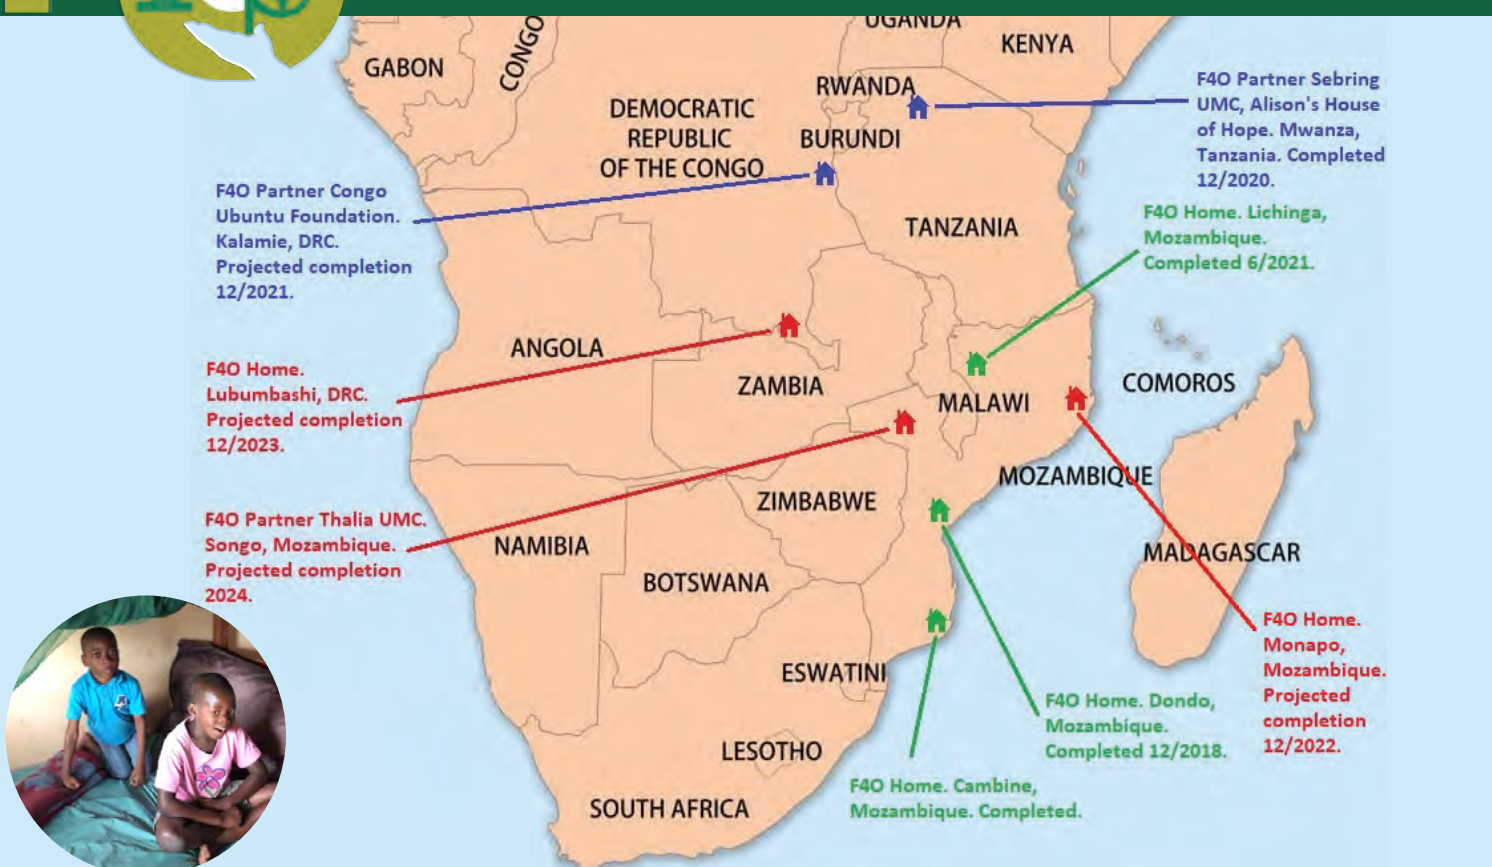 UGANDA
KENYA
GABON
CONGO
RWANDA
DEMOCRATIC
REPUBLIC
OF THE CONGO
BURUNDI
F4O Partner Sebring
UMC, Alison's House
of Hope. Mwanza,
Tanzania. Completed
12/2020.
F4O Partner Congo
Ubuntu Foundation.
Kalamie, DRC.
Projected completion
12/2021.
TANZANIA
F4O Home. Lichinga,
Mozambique.
Completed 6/2021.
ANGOLA
F4O Home.
Lubumbashi, DRC.
Projected completion
12/2023.
ZAMBIA
MALAWI
COMOROS
MOZAMBIQUE
ZIMBABWE
F4O Partner Thalia UMC.
Songo, Mozambique.
Projected completion
2024.
NAMIBIA
BOTSWANA
MADAGASCAR
F4O Home.
Monapo,
Mozambique.
Projected
completion
12/2022.
ESWATINI
F4O Home. Dondo,
Mozambique.
Completed 12/2018.
LESOTHO
F4O Home. Cambine,
Mozambique. Completed.
SOUTH AFRICA